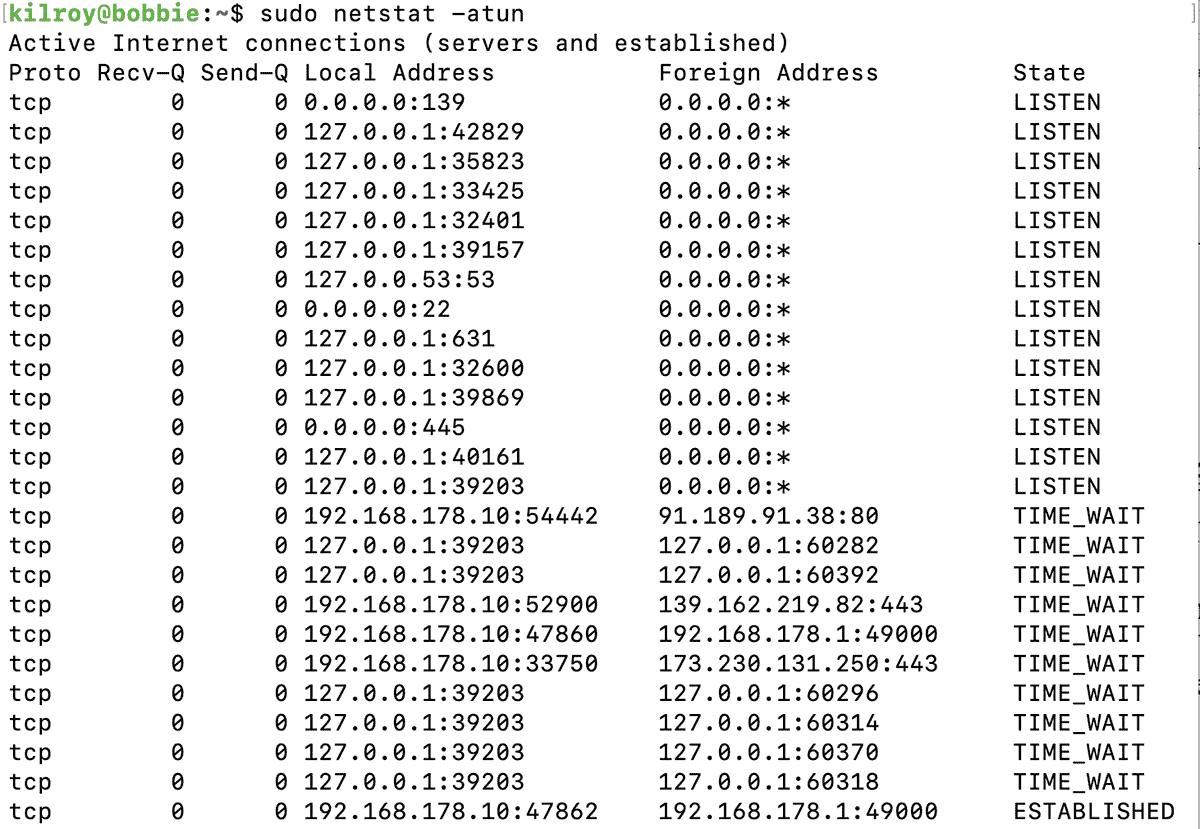 [kilroy@bobbie:~$ sudo netstat -atun ]
Active Internet connections (servers and established)
Proto Recv-Q Send-Q Local Address           Foreign Address         State
tcp        0      0 0.0.0.0:139             0.0.0.0:*               LISTEN
tcp        0      0 127.0.0.1:42829         0.0.0.0:*               LISTEN
tcp        0      0 127.0.0.1:35823         0.0.0.0:*               LISTEN
tcp        0      0 127.0.0.1:33425         0.0.0.0:*               LISTEN
tcp        0      0 127.0.0.1:32401         0.0.0.0:*               LISTEN
tcp        0      0 127.0.0.1:39157         0.0.0.0:*               LISTEN
tcp        0      0 127.0.0.53:53           0.0.0.0:*               LISTEN
tcp        0      0 0.0.0.0:22              0.0.0.0:*               LISTEN
tcp        0      0 127.0.0.1:631           0.0.0.0:*               LISTEN
tcp        0      0 127.0.0.1:32600         0.0.0.0:*               LISTEN
tcp        0      0 127.0.0.1:39869         0.0.0.0:*               LISTEN
tcp        0      0 0.0.0.0:445             0.0.0.0:*               LISTEN
tcp        0      0 127.0.0.1:40161         0.0.0.0:*               LISTEN
tcp        0      0 127.0.0.1:39203         0.0.0.0:*               LISTEN
tcp        0      0 192.168.178.10:54442    91.189.91.38:80         TIME_WAIT
tcp        0      0 127.0.0.1:39203         127.0.0.1:60282         TIME_WAIT
tcp        0      0 127.0.0.1:39203         127.0.0.1:60392         TIME_WAIT
tcp        0      0 192.168.178.10:52900    139.162.219.82:443      TIME_WAIT
tcp        0      0 192.168.178.10:47860    192.168.178.1:49000     TIME_WAIT
tcp        0      0 192.168.178.10:33750    173.230.131.250:443     TIME_WAIT
tcp        0      0 127.0.0.1:39203         127.0.0.1:60296         TIME_WAIT
tcp        0      0 127.0.0.1:39203         127.0.0.1:60314         TIME_WAIT
tcp        0      0 127.0.0.1:39203         127.0.0.1:60370         TIME_WAIT
tcp        0      0 127.0.0.1:39203         127.0.0.1:60318         TIME_WAIT
tcp        0      0 192.168.178.10:47862    192.168.178.1:49000     ESTABLISHED